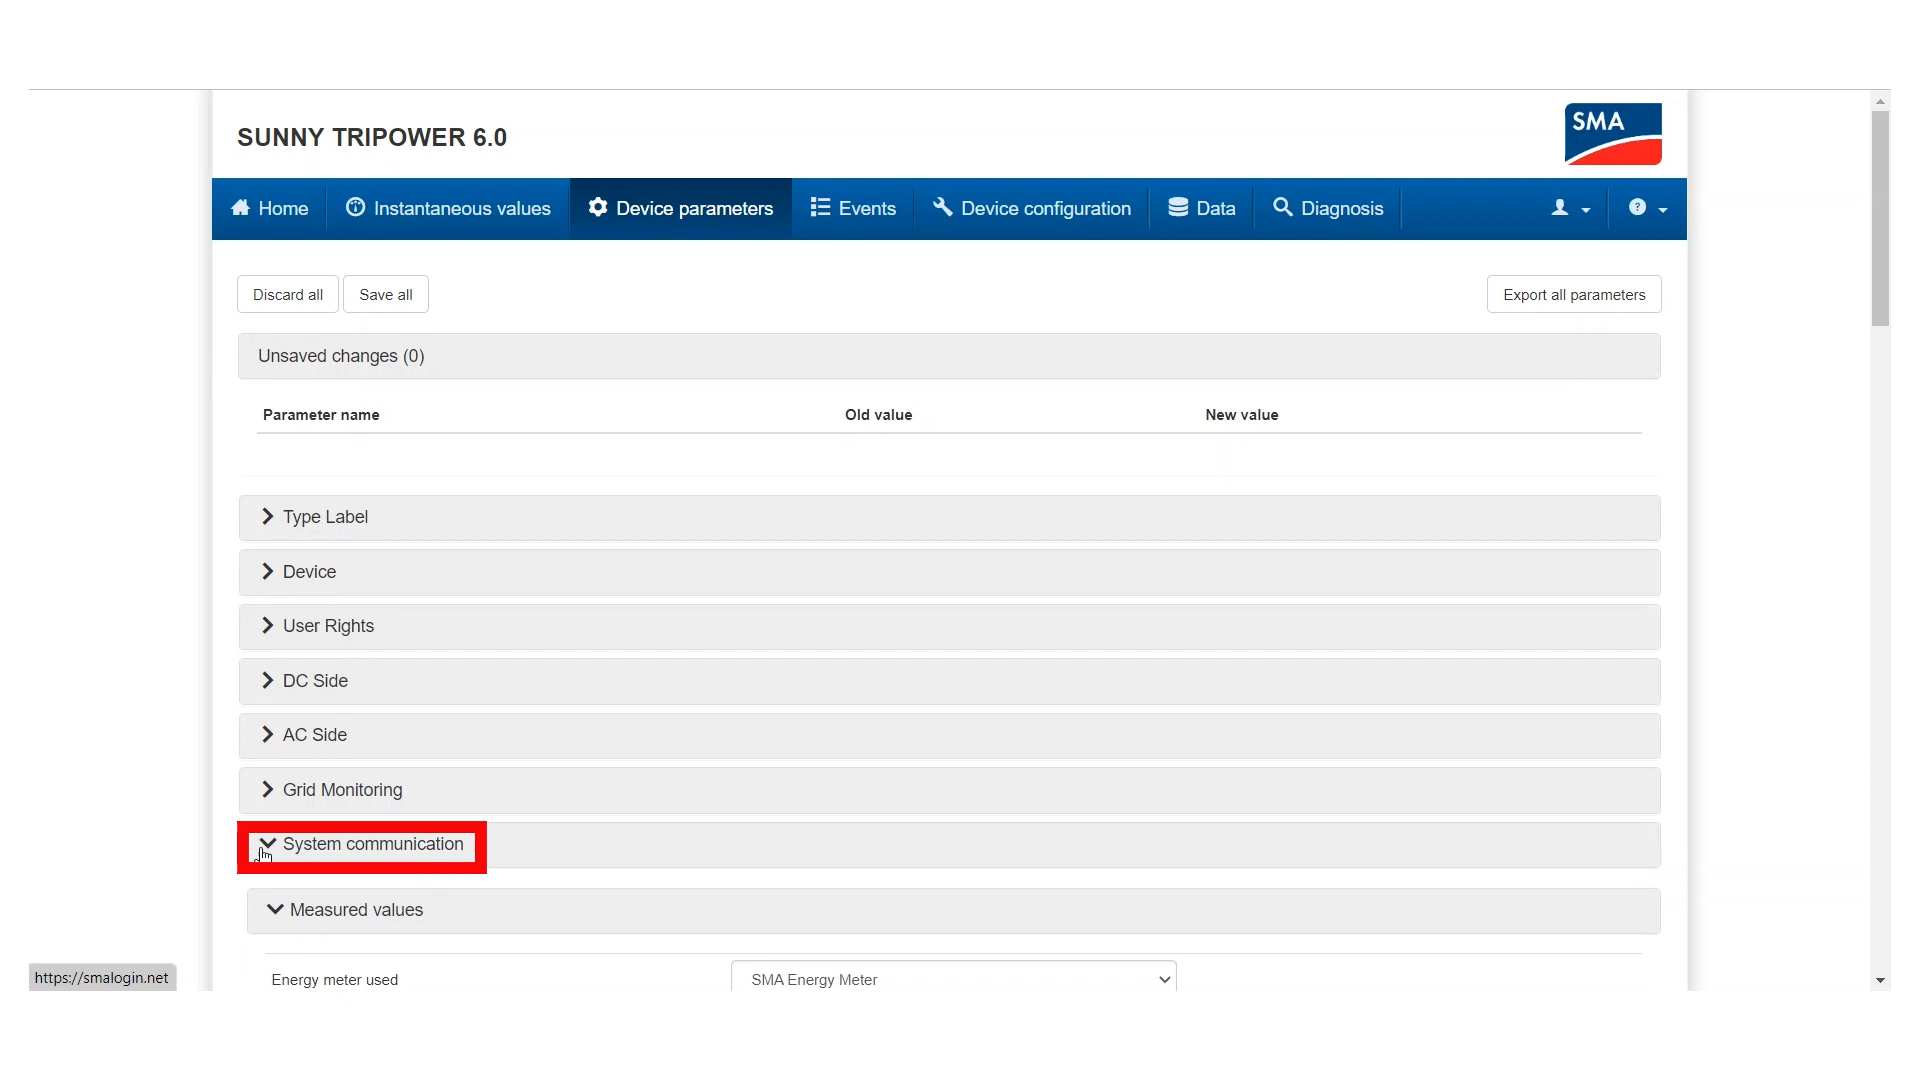 SUNNY TRIPOWER 6.0
SMA
Home
Instantaneous values
Device parameters
Events
Device configuration
Data
Diagnosis
?
Discard all
Save all
Export all parameters
Unsaved changes (0)
Parameter name
Old value
New value
Type Label
Device
User Rights
DC Side
AC Side
Grid Monitoring
System communication
Measured values
Energy meter used
SMA Energy Meter
https://smalogin.net